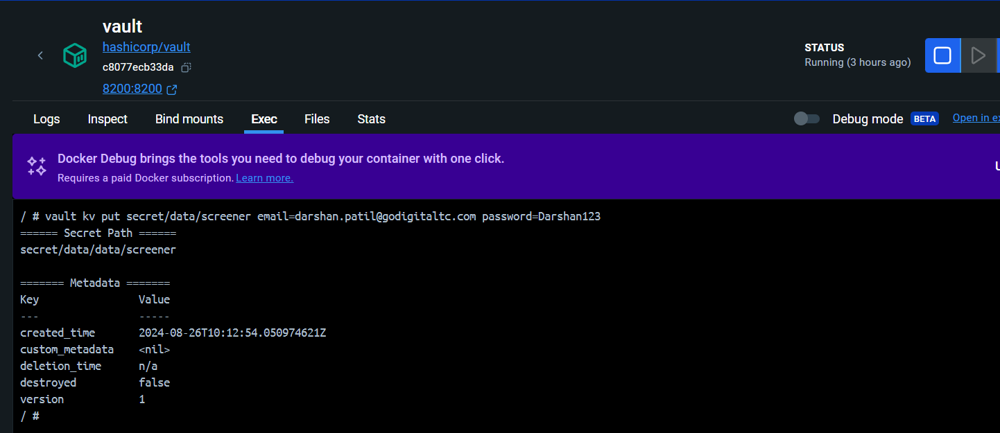 vault
hashicorp/vault
c8077ecb33da
8200:8200
STATUS
Running (3 hours ago)
Logs Inspect Bind mounts Exec Files Stats Debug mode BETA Open in ex
Docker Debug brings the tools you need to debug your container with one click.
Requires a paid Docker subscription. Learn more.
/ # vault kv put secret/data/screener email=darshan.patil@godigitaltc.com password=Darshan123
====== Secret Path ======
secret/data/data/screener
======= Metadata =======
Key Value
--- -----
created_time 2024-08-26T10:12:54.050974621Z
custom_metadata <nil>
deletion_time n/a
destroyed false
version 1
/ #